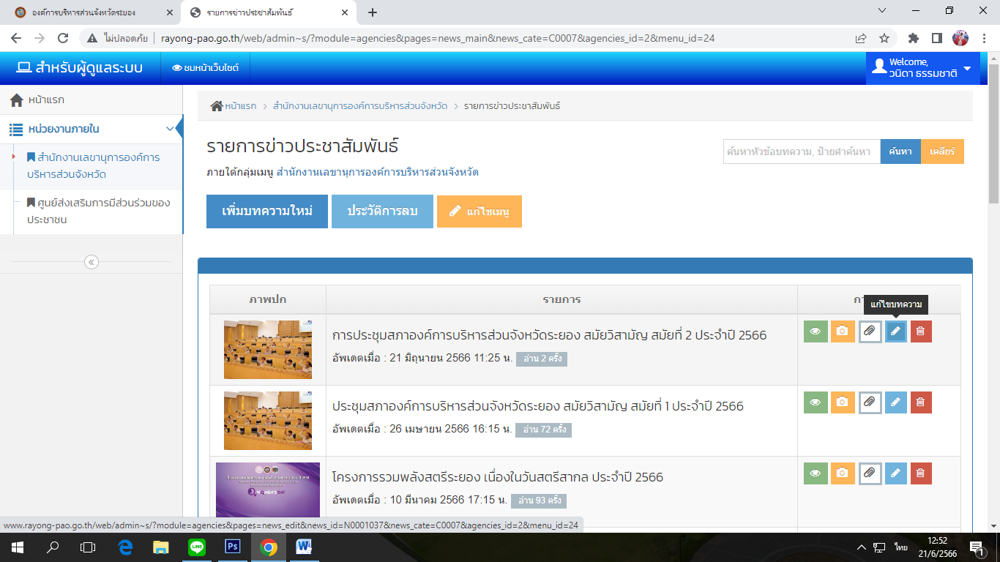 องค์การบริหารส่วนจังหวัดระยอง
รายการข่าวประชาสัมพันธ์
ไม่ปลอดภัย
rayong-pao.go.th/web/admin~s/?module=agencies&pages=news_main&news_cate=C0007&agencies_id=2&menu_id=24
สำหรับผู้ดูแลระบบ
ชมหน้าเว็บไซต์
Welcome,
วนิดา ธรรมชาติ
หน้าแรก
หน่วยงานภายใน
สำนักงานเลขานุการองค์การ
บริหารส่วนจังหวัด
ศูนย์ส่งเสริมการมีส่วนร่วมของ
ประชาชน
หน้าแรก > สำนักงานเลขานุการองค์การบริหารส่วนจังหวัด > รายการข่าวประชาสัมพันธ์
รายการข่าวประชาสัมพันธ์
ค้นหาหัวข้อบทความ, ป้ายคำค้นหา
ค้นหา
เคลียร์
ภายใต้กลุ่มเมนู สำนักงานเลขานุการองค์การบริหารส่วนจังหวัด
เพิ่มบทความใหม่
ประวัติการลบ
แก้ไขเมนู
ภาพปก
รายการ
แก้ไขบทความ
การประชุมสภาองค์การบริหารส่วนจังหวัดระยอง สมัยวิสามัญ สมัยที่ 2 ประจำปี 2566
อัพเดตเมื่อ : 21 มิถุนายน 2566 11:25 น. อ่าน 2 ครั้ง
ประชุมสภาองค์การบริหารส่วนจังหวัดระยอง สมัยวิสามัญ สมัยที่ 1 ประจำปี 2566
อัพเดตเมื่อ : 26 เมษายน 2566 16:15 น. อ่าน 72 ครั้ง
โครงการรวมพลังสตรีระยอง เนื่องในวันสตรีสากล ประจำปี 2566
อัพเดตเมื่อ : 10 มีนาคม 2566 17:15 น. อ่าน 93 ครั้ง
WOMEN'S DAY
www.rayong-pao.go.th/web/admin~s/?module=agencies&pages=news_edit&news_id=N0001037&news_cate=C0007&agencies_id=2&menu_id=24
LINE
Ps
W
ไทย
12:52
21/6/2566
1